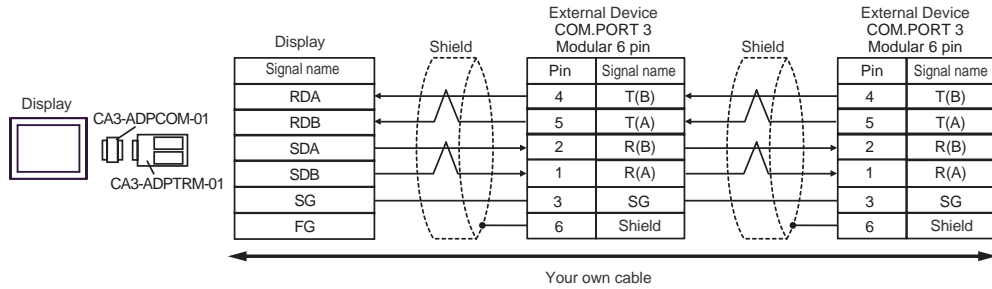 External Device
COM.PORT 3
Modular 6 pin
External Device
COM.PORT 3
Modular 6 pin
Display
Shield
Shield
Signal name
Pin Signal name
Pin Signal name
RDA
4 T(B)
4 T(B)
RDB
5 T(A)
5 T(A)
SDA
2 R(B)
2 R(B)
SDB
1 R(A)
1 R(A)
SG
3 SG
3 SG
FG
6 Shield
6 Shield
Display
CA3-ADPCOM-01
CA3-ADPTRM-01
Your own cable